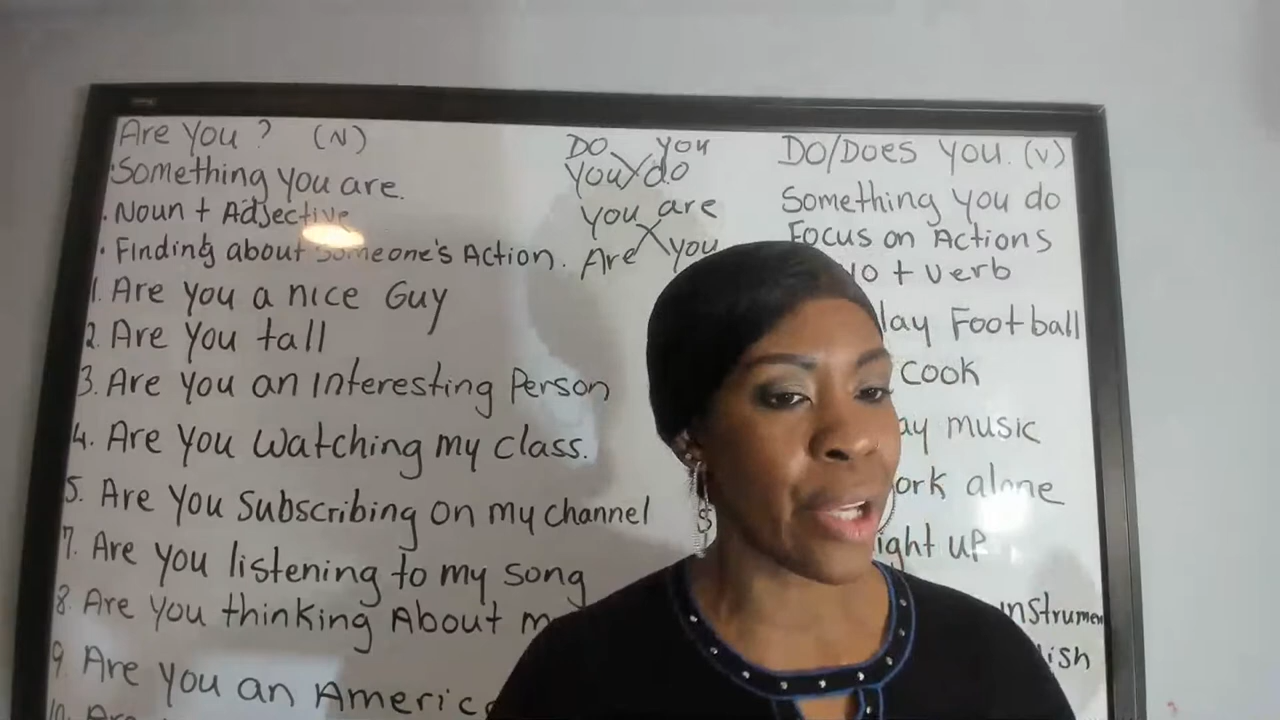 Are You ? (N)
Something you are.
Noun + Adjective
Finding about someone's Action.
1. Are you a nice Guy
2. Are You tall
3. Are You an Interesting Person
4. Are You watching my class.
5. Are You Subscribing on my channel
7. Are you listening to my song
8. Are You thinking About
9 Are You an
10.
DO you
you do
you are
Are you
Do/Does you. (v)
Something you do
Focus on Actions
+ verb
Football
cook
music
alone
up